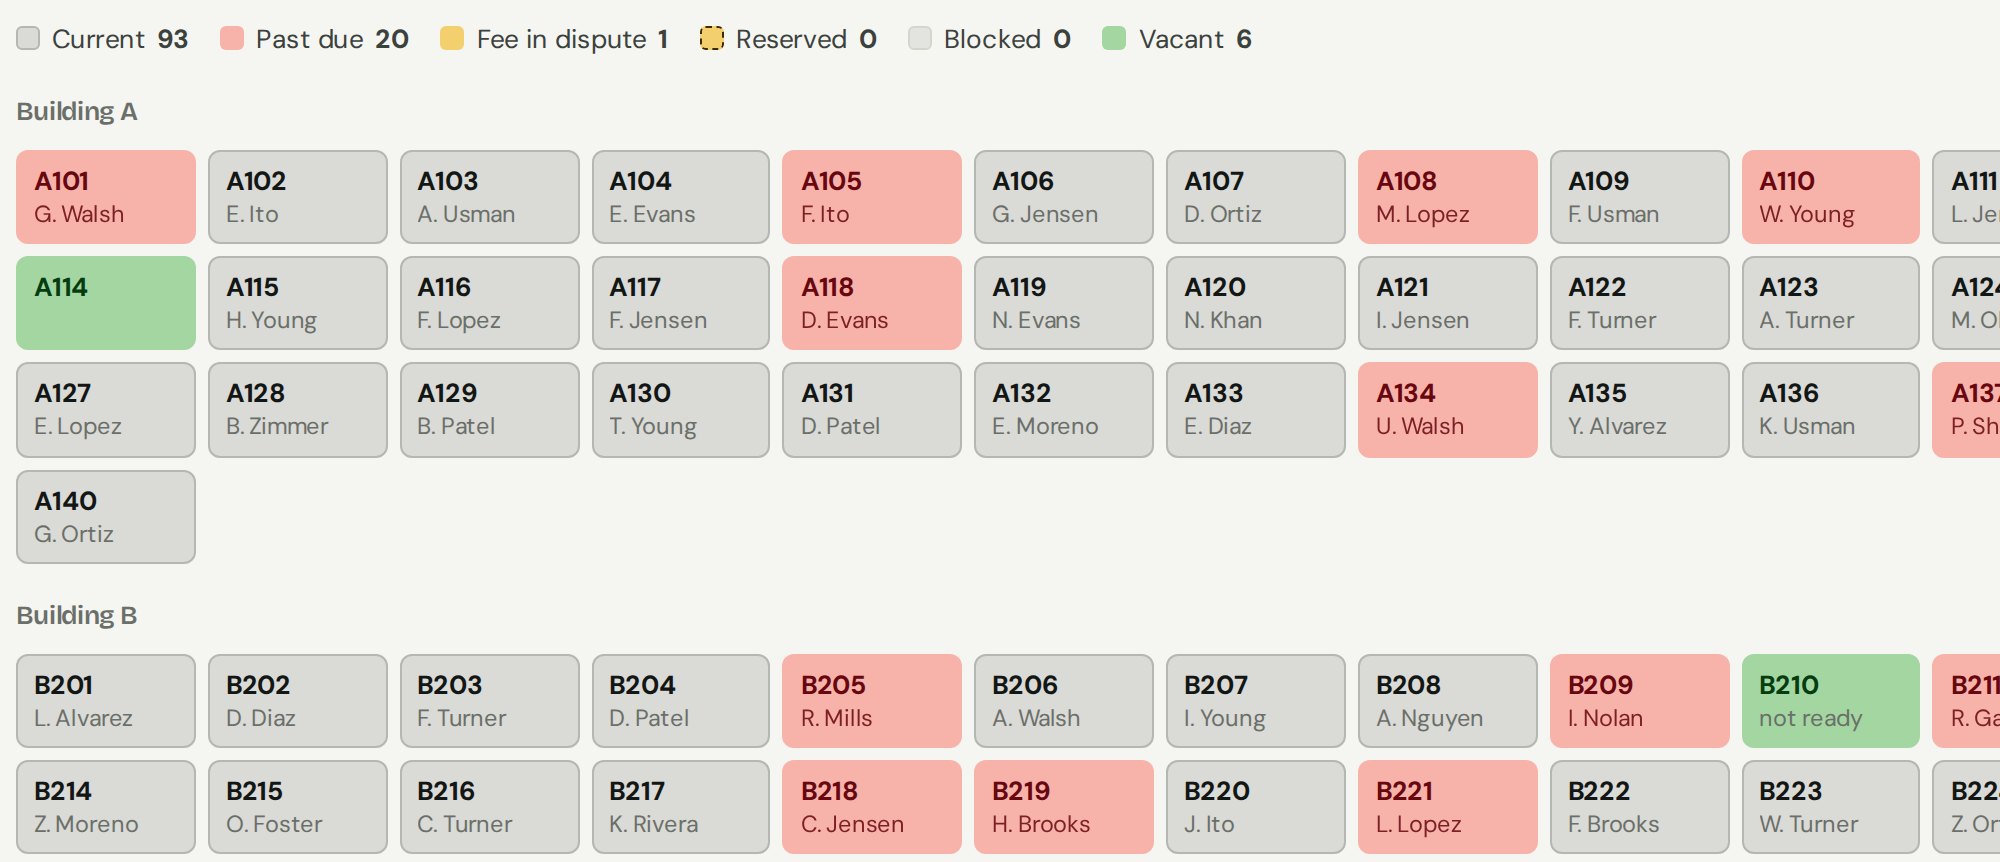 Current 93 Past due 20 Fee in dispute 1 Reserved 0 Blocked 0 Vacant 6
Building A
A101 A102 A103 A104 A105 A106 A107 A108 A109 A110 A111
G. Walsh E. Ito A. Usman E. Evans F. Ito G. Jensen D. Ortiz M. Lopez F. Usman W. Young L.
A114 A115 A116 A117 A118 A119 A120 A121 A122 A123
H. Young F. Lopez F. Jensen D. Evans N. Evans N. Khan I. Jensen F. Turner A. Turner M.
A127 A128 A129 A130 A131 A132 A133 A134 A135 A136
E. Lopez B. Zimmer B. Patel T. Young D. Patel E. Moreno E. Diaz U. Walsh Y. Alvarez K. Usman P.
A140
G. Ortiz
Building B
B201 B202 B203 B204 B205 B206 B207 B208 B209 B210 B211
L. Alvarez D. Diaz F. Turner D. Patel R. Mills A. Walsh I. Young A. Nguyen I. Nolan not ready R.
B214 B215 B216 B217 B218 B219 B220 B221 B222 B223
Z. Moreno O. Foster C. Turner K. Rivera C. Jensen H. Brooks J. Ito L. Lopez F. Brooks W. Turner Z.